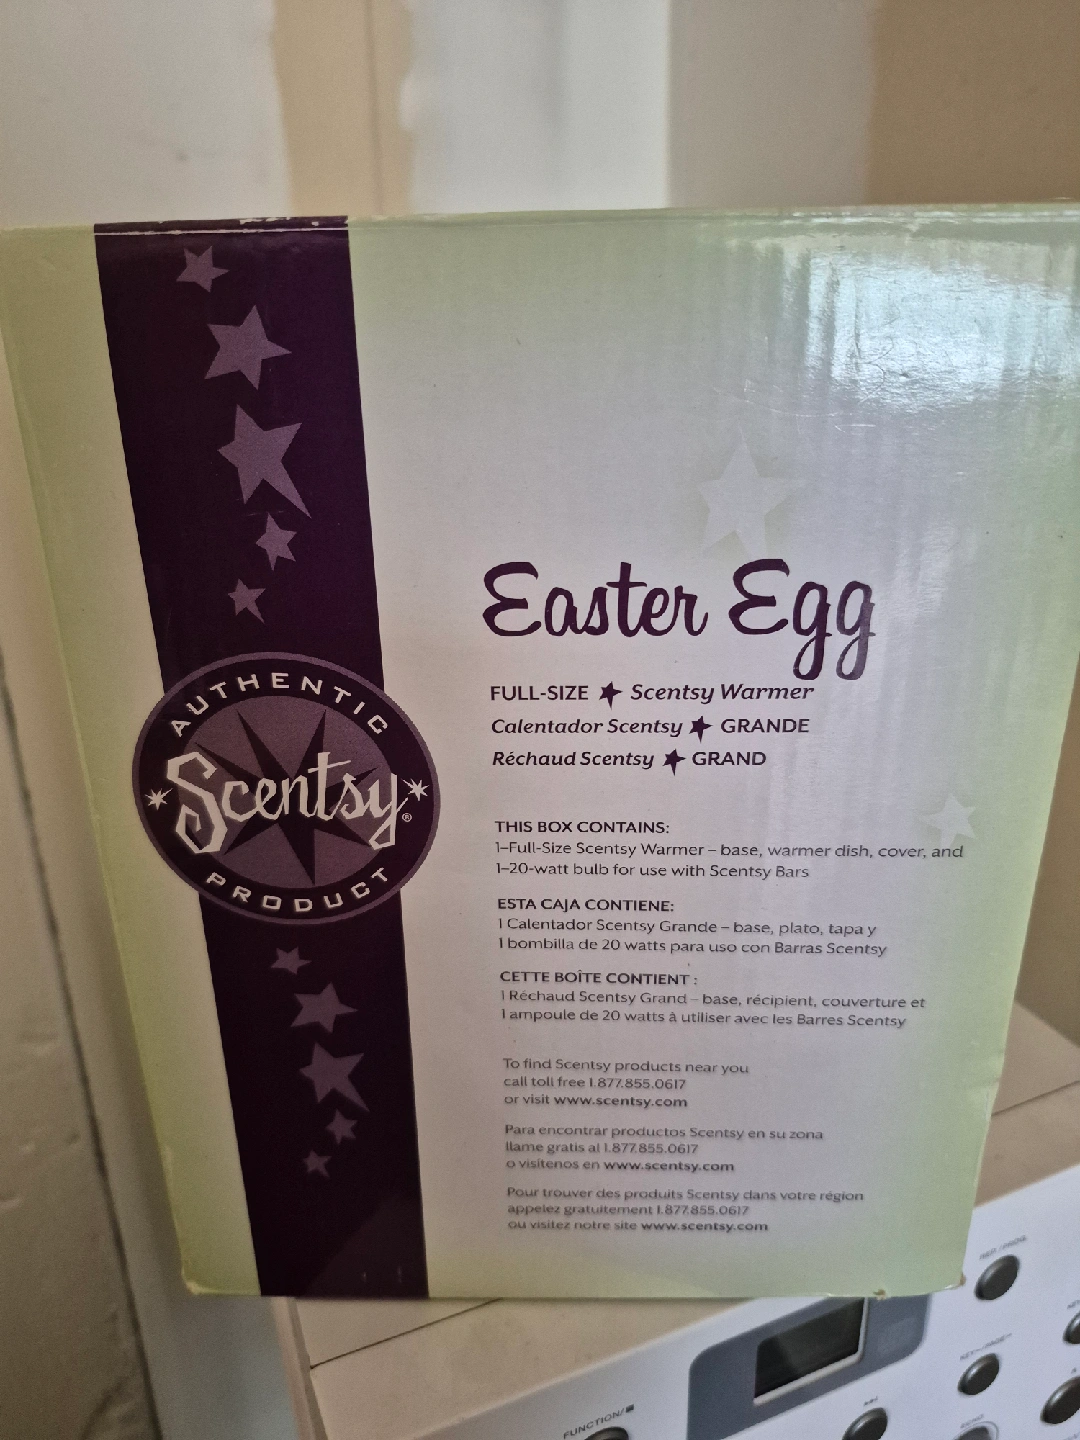 AUTHENTIC
Scentsy®
PRODUCT
Easter Egg
FULL-SIZE ★ Scentsy Warmer
Calentador Scentsy ★ GRANDE
Réchaud Scentsy ★ GRAND
THIS BOX CONTAINS:
1–Full-Size Scentsy Warmer – base, warmer dish, cover, and
1–20-watt bulb for use with Scentsy Bars
ESTA CAJA CONTIENE:
1 Calentador Scentsy Grande – base, plato, tapa y
1 bombilla de 20 watts para uso con Barras Scentsy
CETTE BOÎTE CONTIENT :
1 Réchaud Scentsy Grand – base, récipient, couverture et
1 ampoule de 20 watts à utiliser avec les Barres Scentsy
To find Scentsy products near you
call toll free 1.877.855.0617
or visit www.scentsy.com
Para encontrar productos Scentsy en su zona
llame gratis al 1.877.855.0617
o visítenos en www.scentsy.com
Pour trouver des produits Scentsy dans votre région
appelez gratuitement 1.877.855.0617
ou visitez notre site www.scentsy.com
FUNCTION/■